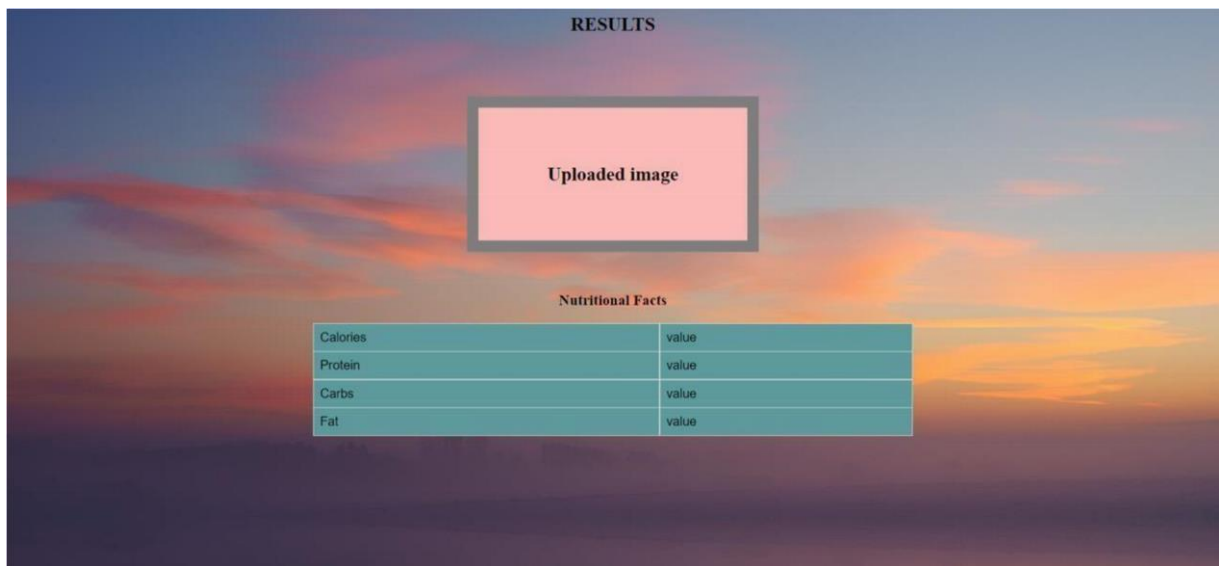 RESULTS
Uploaded image
Nutritional Facts
Calories value
Protein value
Carbs value
Fat value